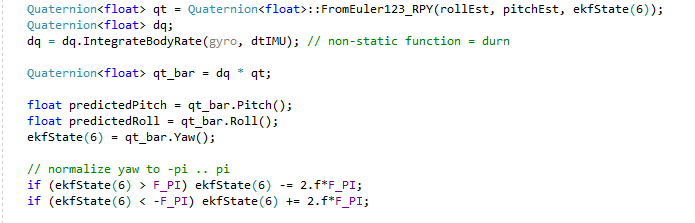 Quaternion<float> qt = Quaternion<float>::FromEuler123_RPY(rollEst, pitchEst, ekfState(6));
Quaternion<float> dq;
dq = dq.IntegrateBodyRate(gyro, dtIMU); // non-static function = durn
Quaternion<float> qt_bar = dq * qt;
float predictedPitch = qt_bar.Pitch();
float predictedRoll = qt_bar.Roll();
ekfState(6) = qt_bar.Yaw();
// normalize yaw to -pi .. pi
if (ekfState(6) > F_PI) ekfState(6) -= 2.f*F_PI;
if (ekfState(6) < -F_PI) ekfState(6) += 2.f*F_PI;